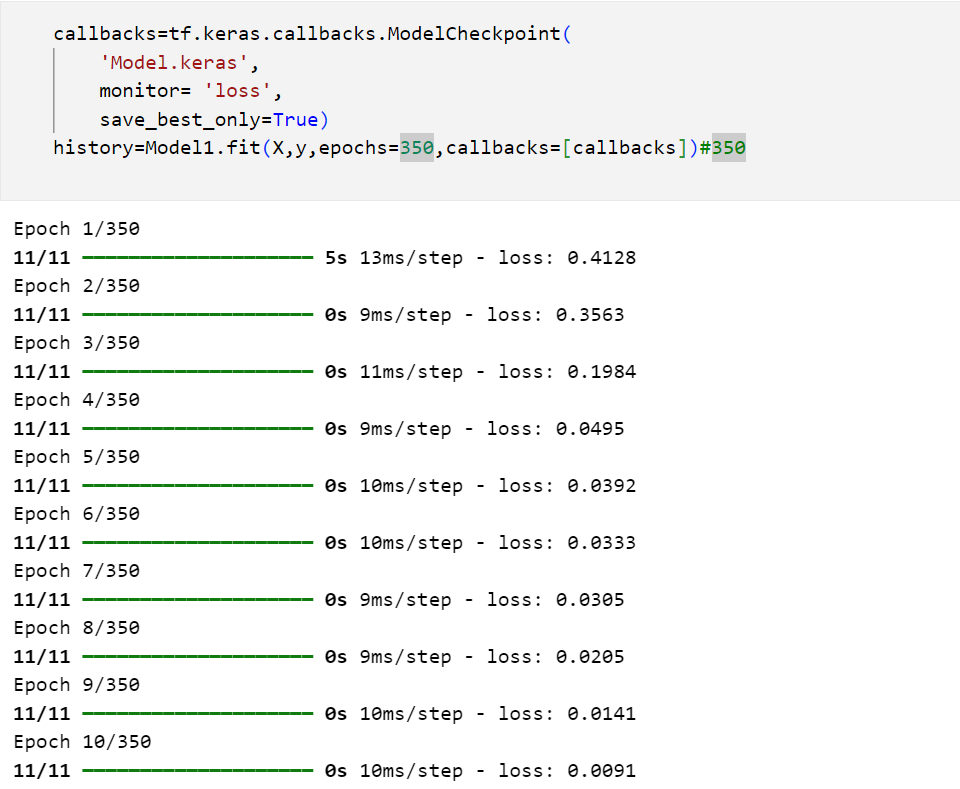 callbacks=tf.keras.callbacks.ModelCheckpoint(
'Model.keras',
monitor= 'loss',
save_best_only=True)
history=Model1.fit(X,y,epochs=350,callbacks=[callbacks])#350
Epoch 1/350
11/11 ━━━━━━━━━━━━━━━━━━━━ 5s 13ms/step - loss: 0.4128
Epoch 2/350
11/11 ━━━━━━━━━━━━━━━━━━━━ 0s 9ms/step - loss: 0.3563
Epoch 3/350
11/11 ━━━━━━━━━━━━━━━━━━━━ 0s 11ms/step - loss: 0.1984
Epoch 4/350
11/11 ━━━━━━━━━━━━━━━━━━━━ 0s 9ms/step - loss: 0.0495
Epoch 5/350
11/11 ━━━━━━━━━━━━━━━━━━━━ 0s 10ms/step - loss: 0.0392
Epoch 6/350
11/11 ━━━━━━━━━━━━━━━━━━━━ 0s 10ms/step - loss: 0.0333
Epoch 7/350
11/11 ━━━━━━━━━━━━━━━━━━━━ 0s 9ms/step - loss: 0.0305
Epoch 8/350
11/11 ━━━━━━━━━━━━━━━━━━━━ 0s 9ms/step - loss: 0.0205
Epoch 9/350
11/11 ━━━━━━━━━━━━━━━━━━━━ 0s 10ms/step - loss: 0.0141
Epoch 10/350
11/11 ━━━━━━━━━━━━━━━━━━━━ 0s 10ms/step - loss: 0.0091